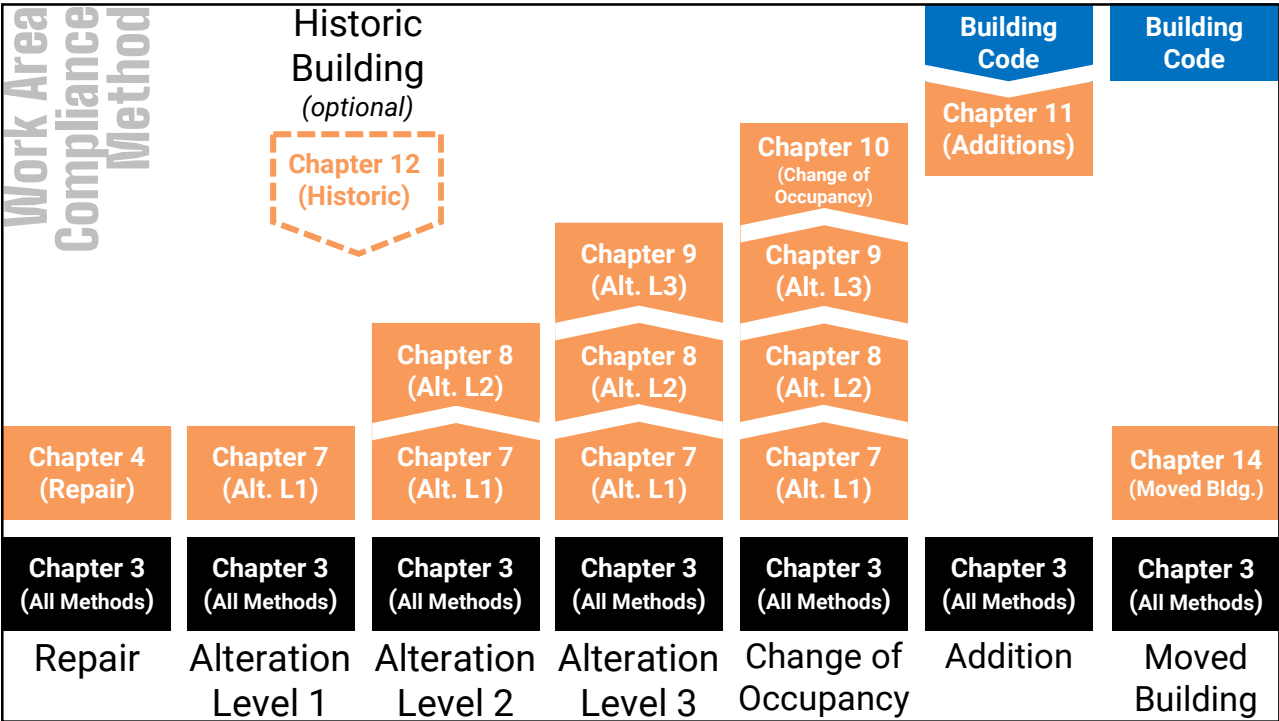 Work Area
Compliance
Method
Historic
Building
(optional)
Chapter 12
(Historic)
Chapter 4
(Repair)
Chapter 3
(All Methods)
Repair
Chapter 7
(Alt. L1)
Chapter 3
(All Methods)
Alteration
Level 1
Chapter 8
(Alt. L2)
Chapter 7
(Alt. L1)
Chapter 3
(All Methods)
Alteration
Level 2
Chapter 9
(Alt. L3)
Chapter 8
(Alt. L2)
Chapter 7
(Alt. L1)
Chapter 3
(All Methods)
Alteration
Level 3
Chapter 10
(Change of
Occupancy)
Chapter 9
(Alt. L3)
Chapter 8
(Alt. L2)
Chapter 7
(Alt. L1)
Chapter 3
(All Methods)
Change of
Occupancy
Building
Code
Chapter 11
(Additions)
Chapter 3
(All Methods)
Addition
Building
Code
Chapter 14
(Moved Bldg.)
Chapter 3
(All Methods)
Moved
Building